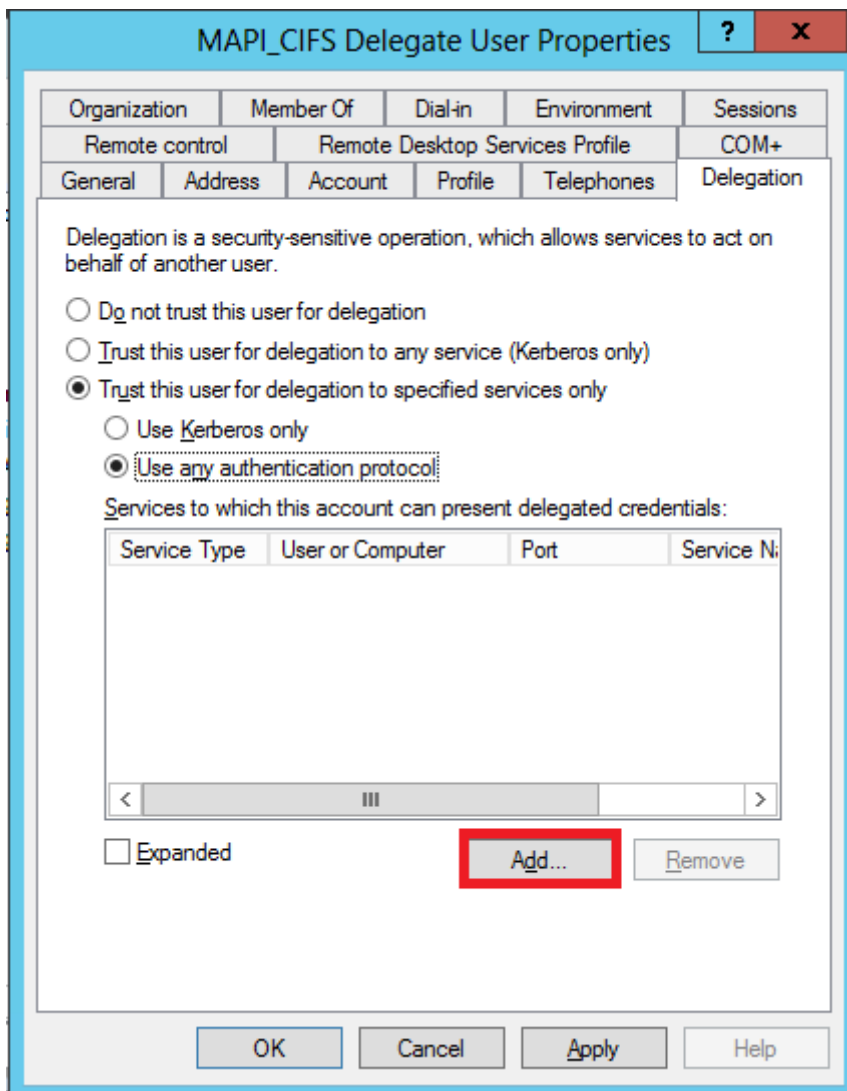 MAPI_CIFS Delegate User Properties
?
x
Organization
Member Of
Dial-in
Environment
Sessions
Remote control
Remote Desktop Services Profile
COM+
General
Address
Account
Profile
Telephones
Delegation
Delegation is a security-sensitive operation, which allows services to act on
behalf of another user.
Do not trust this user for delegation
Trust this user for delegation to any service (Kerberos only)
Trust this user for delegation to specified services only
Use Kerberos only
Use any authentication protocol
Services to which this account can present delegated credentials:
Service Type
User or Computer
Port
Service Na
Expanded
Add...
Remove
OK
Cancel
Apply
Help